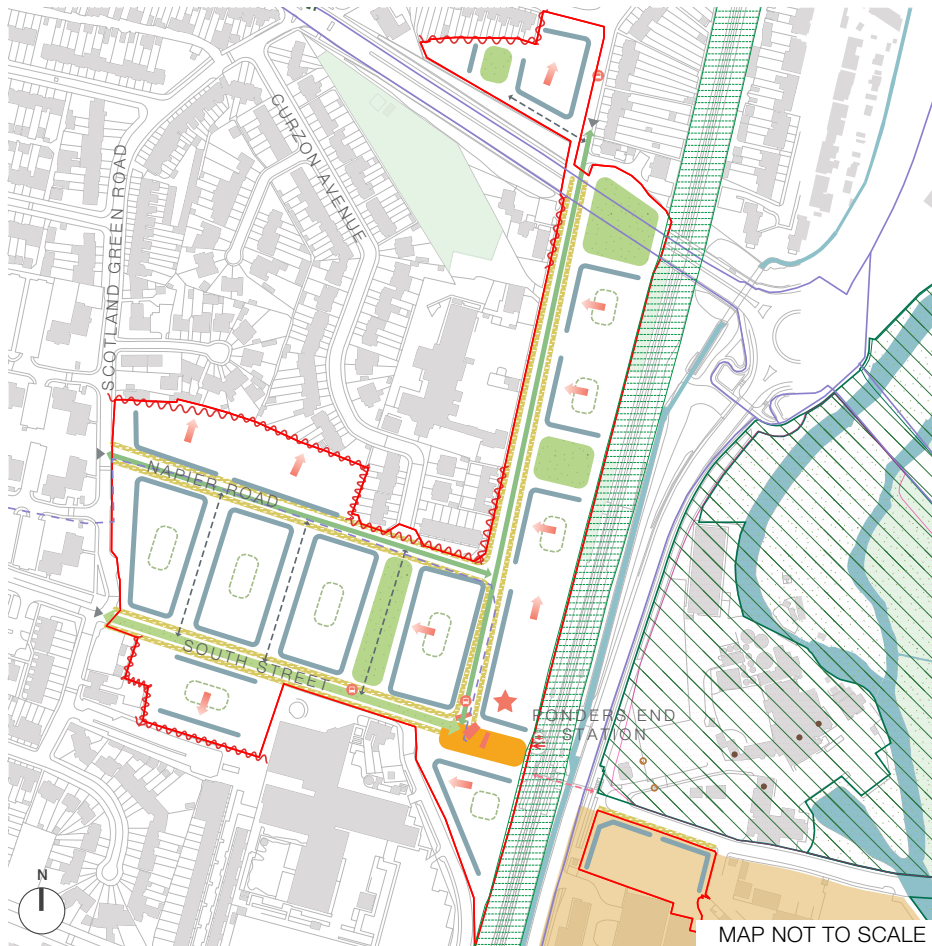 CURZON AVENUE
SCOTLAND GREEN ROAD
NAPIER ROAD
SOUTH STREET
PONDERS END
STATION
N
MAP NOT TO SCALE